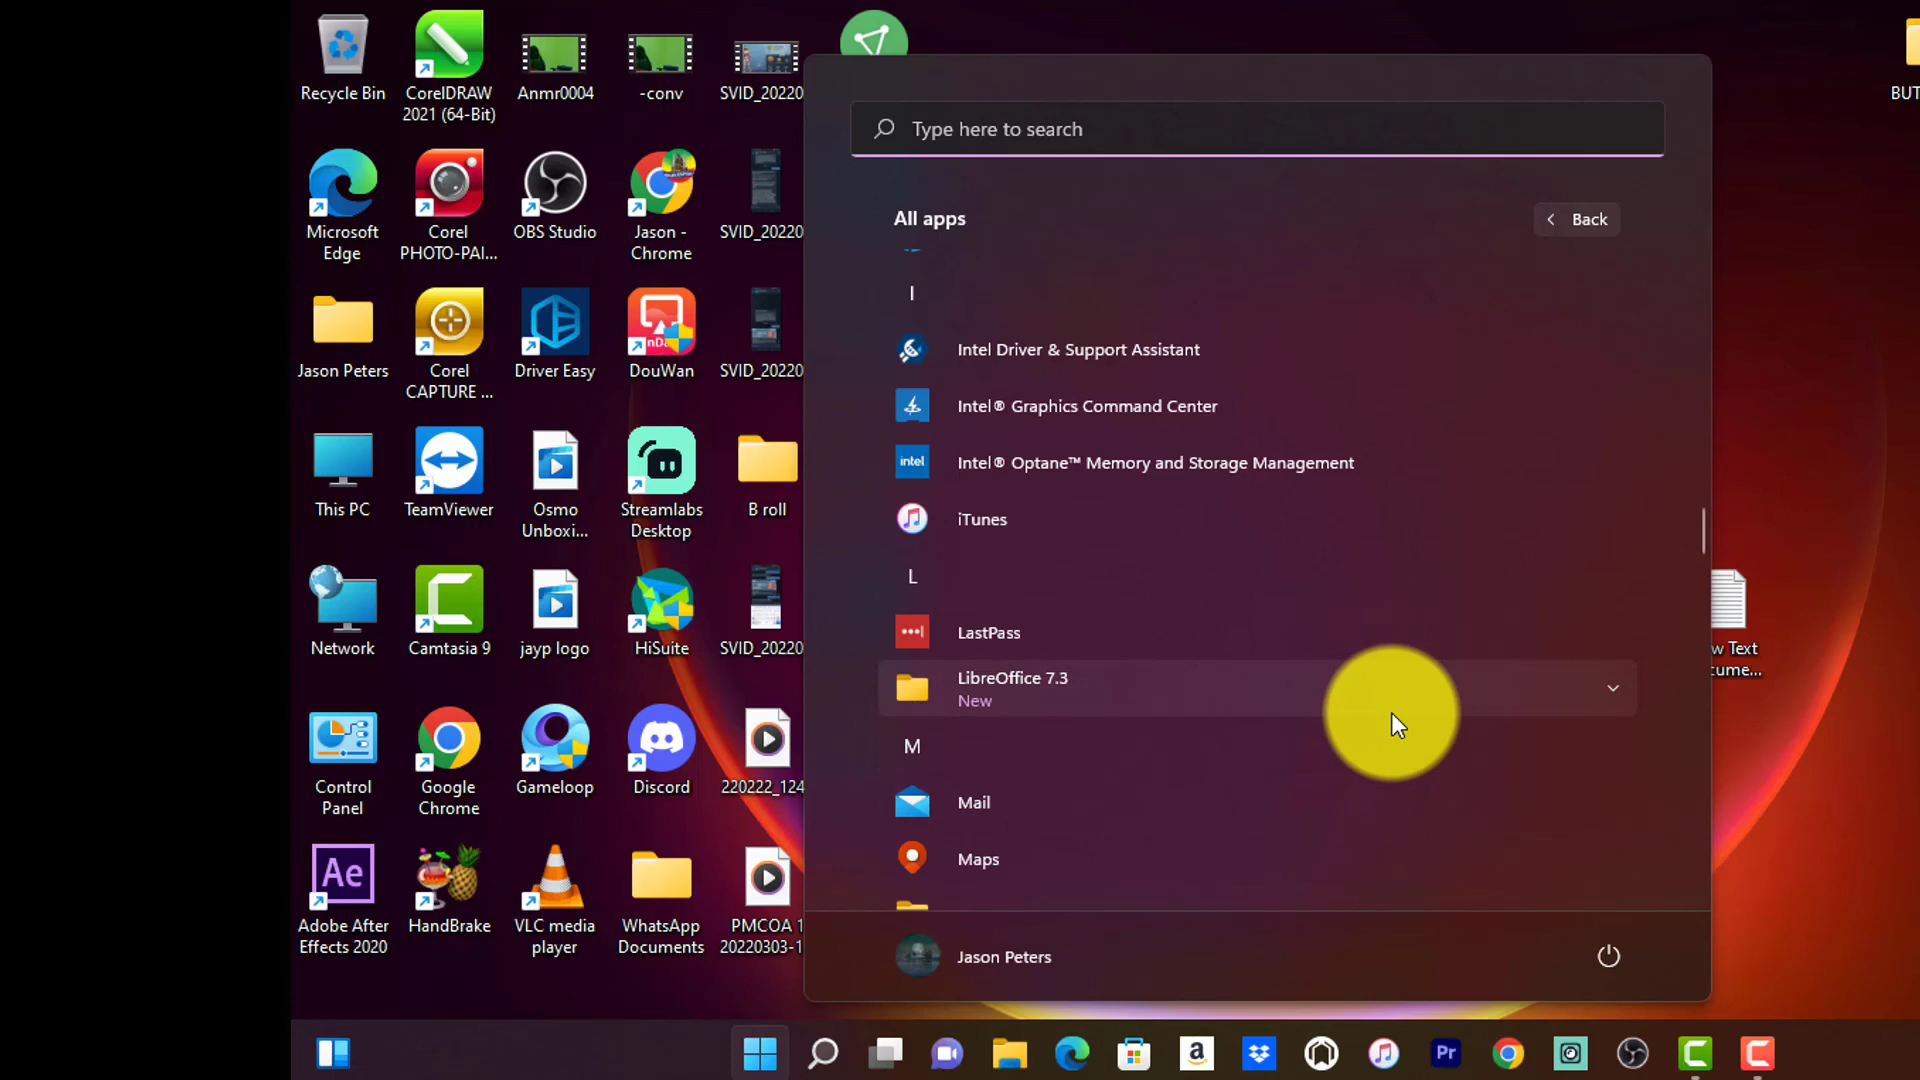 Recycle Bin
CorelDRAW
2021 (64-Bit)
Anmr0004
-conv
SVID_20220
BUT
Type here to search
Microsoft
Edge
Corel
PHOTO-PAI...
OBS Studio
Jason -
Chrome
SVID_20220
All apps
Back
I
Jason Peters
Corel
CAPTURE ...
Driver Easy
DouWan
SVID_20220
Intel Driver & Support Assistant
Intel® Graphics Command Center
intel
Intel® Optane™ Memory and Storage Management
This PC
TeamViewer
Osmo
Unboxi...
Streamlabs
Desktop
B roll
iTunes
L
LastPass
Network
Camtasia 9
jayp logo
HiSuite
SVID_20220
w Text
cume...
LibreOffice 7.3
New
M
Control
Panel
Google
Chrome
Gameloop
Discord
220222_124
Mail
Maps
Ae
Adobe After
Effects 2020
HandBrake
VLC media
player
WhatsApp
Documents
PMCOA 1
20220303-1
Jason Peters
a
Pr